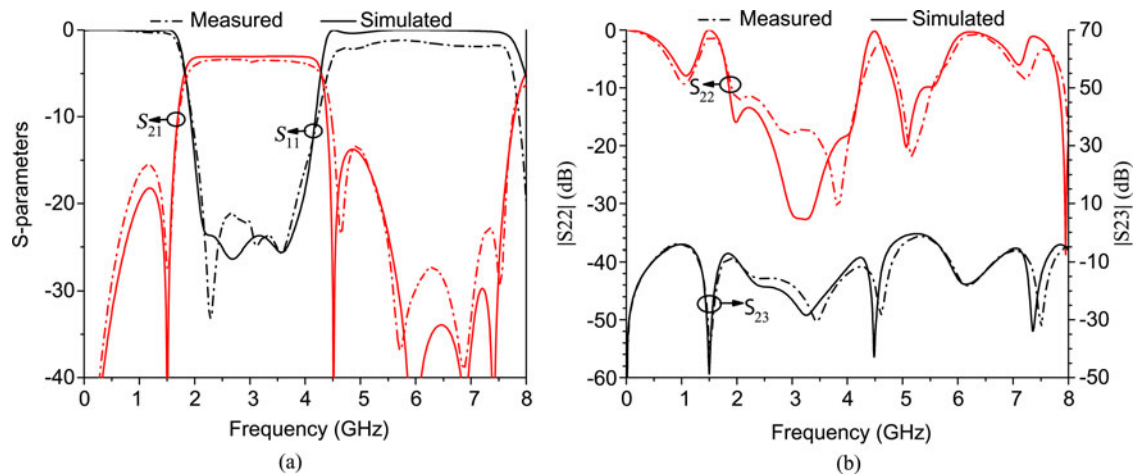 (a) Measured Simulated
-0
-10
-20
-30
-40
S-parameters
S21
S11
0 1 2 3 4 5 6 7 8
Frequency (GHz)
(a)
Measured Simulated
0
-10
-20
-30
-40
-50
-60
|S22| (dB)
S22
S23
70
50
30
10
-10
-30
-50
|S23| (dB)
0 1 2 3 4 5 6 7 8
Frequency (GHz)
(b)